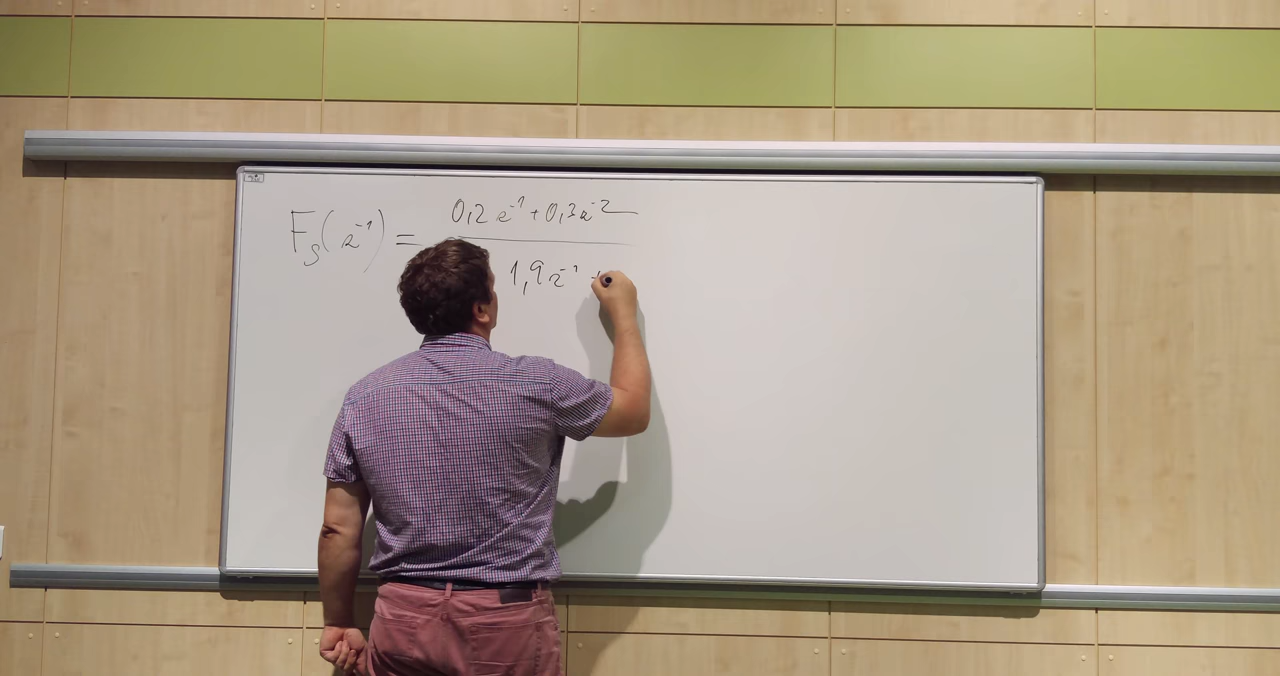 F_S(z⁻¹) = 0,2 z⁻¹ + 0,3 z⁻²
1,9 z⁻¹ +